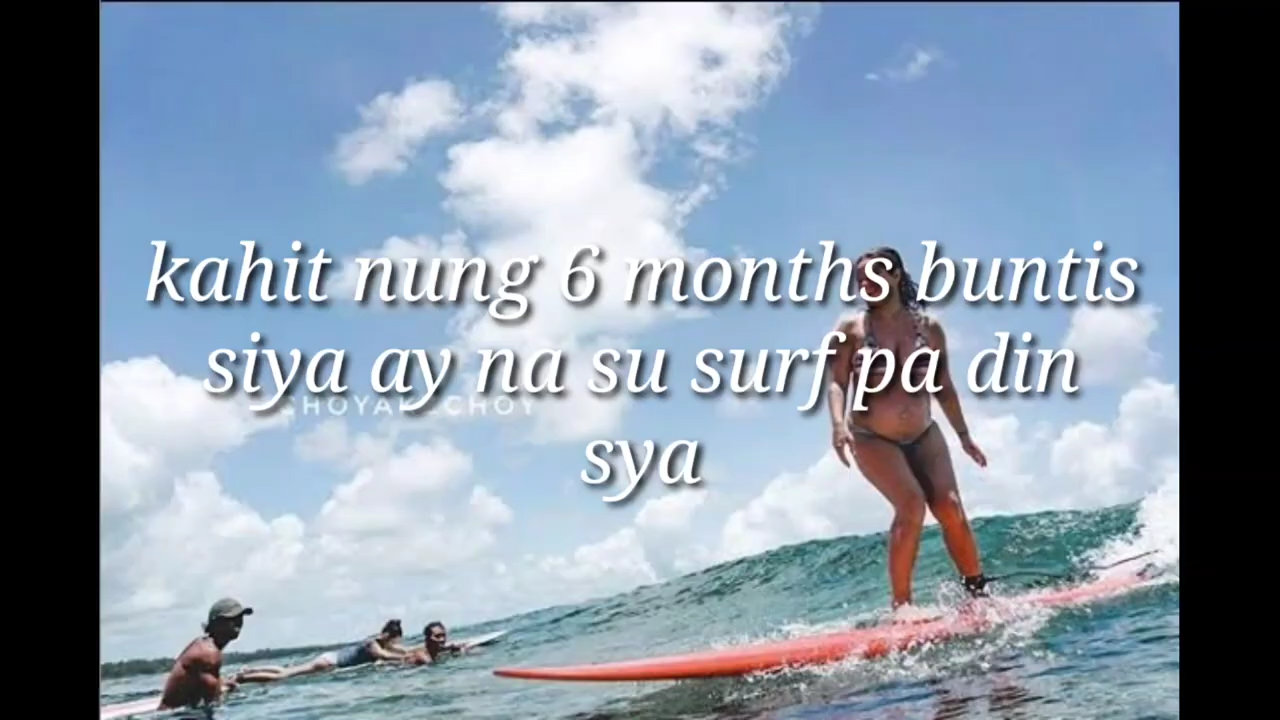 kahit nung 6 months buntis
siya ay na su surf pa din
sya